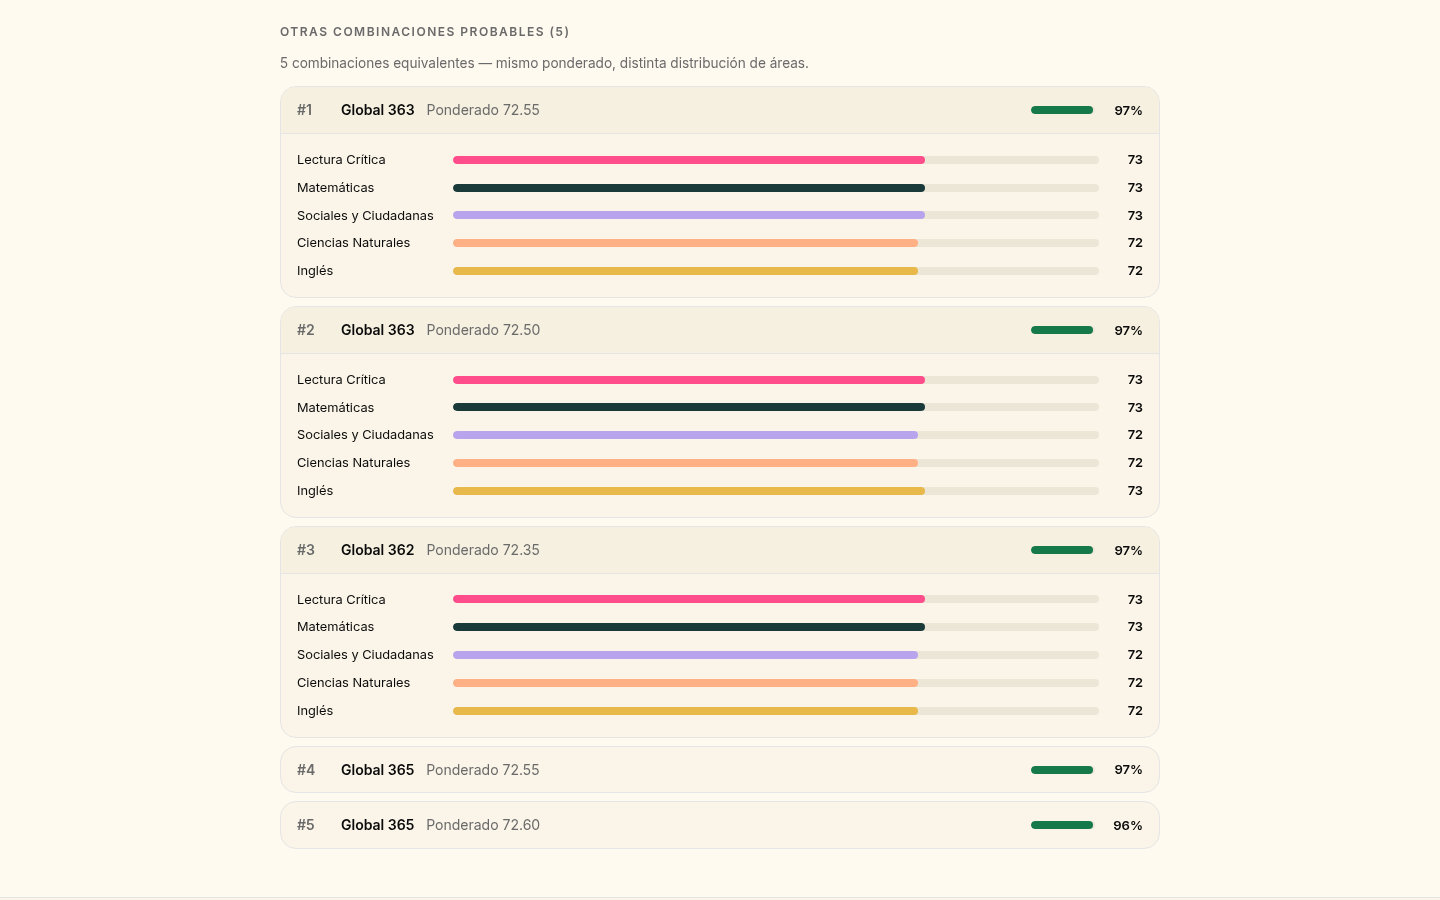 OTRAS COMBINACIONES PROBABLES (5)
5 combinaciones equivalentes — mismo ponderado, distinta distribución de áreas.
#1 Global 363 Ponderado 72.55 97%
Lectura Crítica 73
Matemáticas 73
Sociales y Ciudadanas 73
Ciencias Naturales 72
Inglés 72
#2 Global 363 Ponderado 72.50 97%
Lectura Crítica 73
Matemáticas 73
Sociales y Ciudadanas 72
Ciencias Naturales 72
Inglés 73
#3 Global 362 Ponderado 72.35 97%
Lectura Crítica 73
Matemáticas 73
Sociales y Ciudadanas 72
Ciencias Naturales 72
Inglés 72
#4 Global 365 Ponderado 72.55 97%
#5 Global 365 Ponderado 72.60 96%